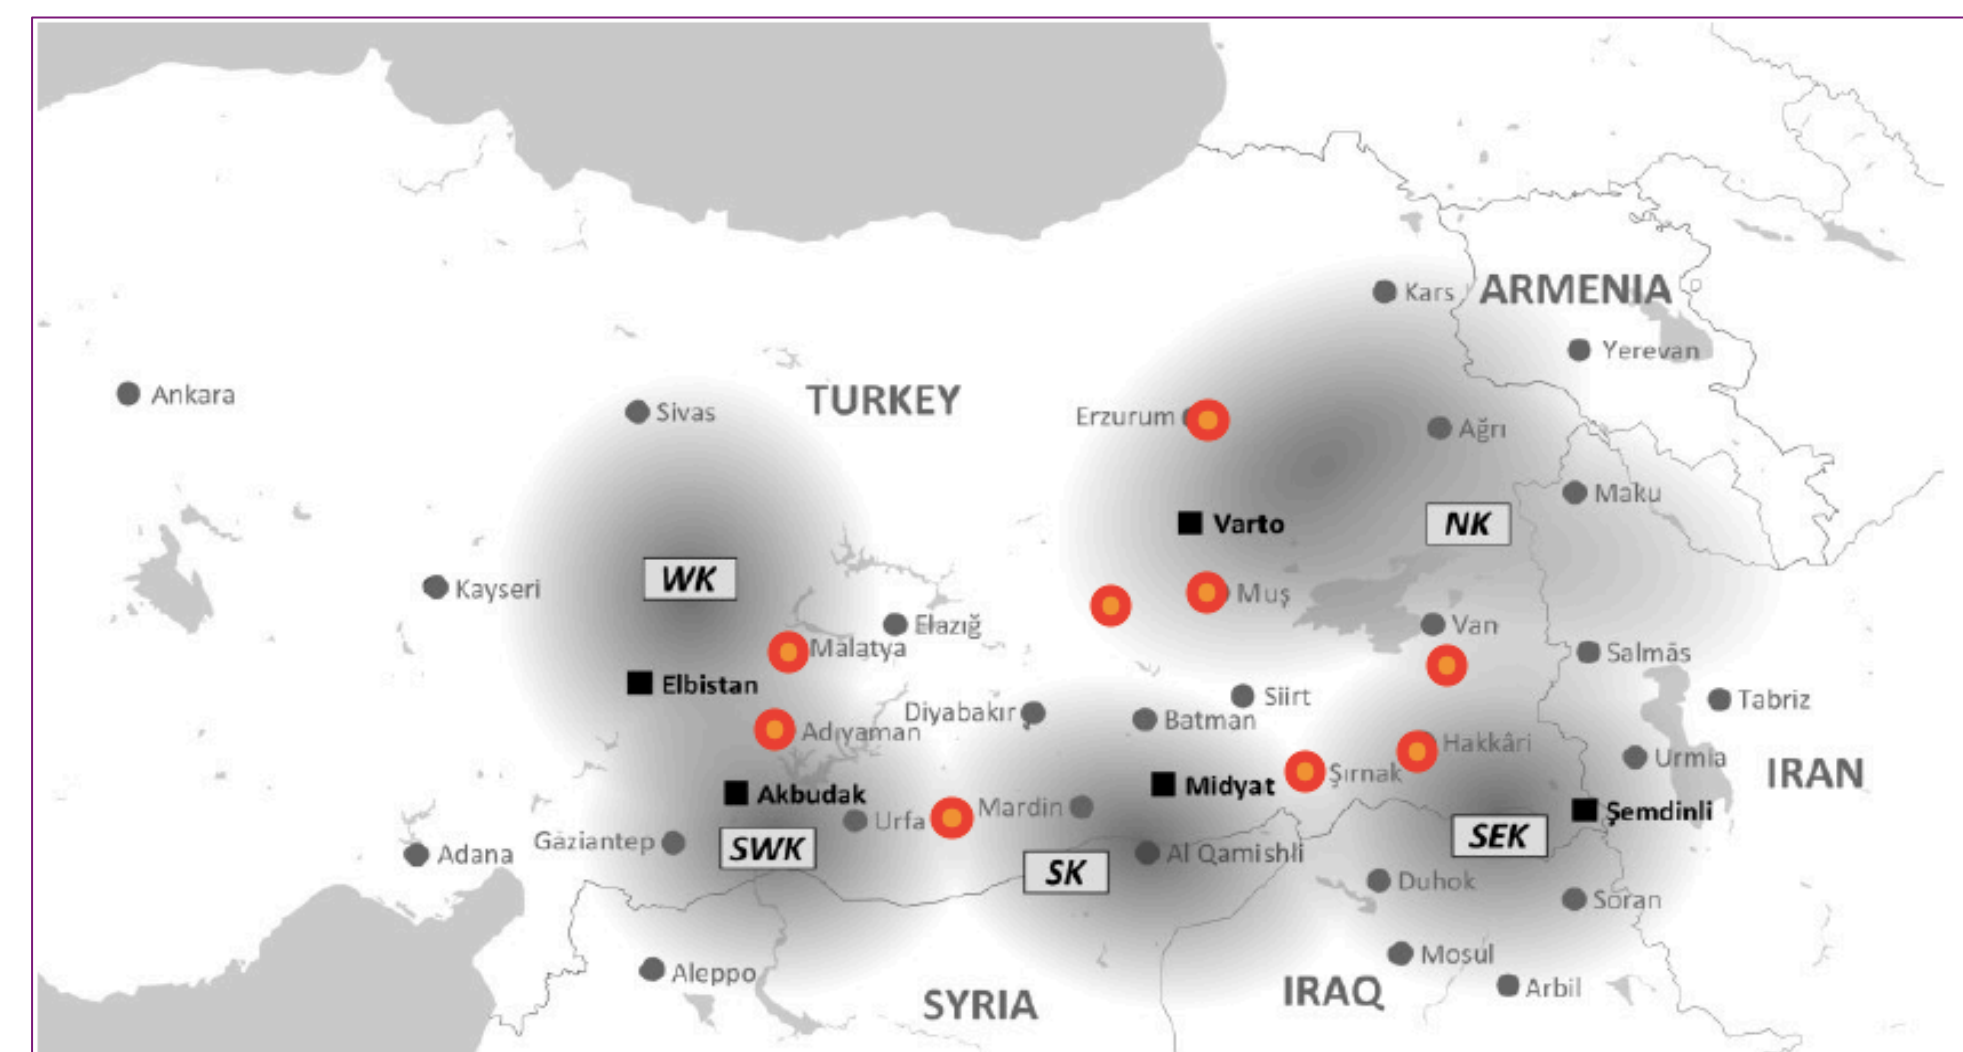 Kars
ARMENIA
Yerevan
Ankara
Sivas
TURKEY
Erzurum
Ağrı
Maku
Varto
NK
WK
Kayseri
Elazığ
Muş
Van
Malatya
Salmās
Elbistan
Siirt
Tabriz
Diyabakır
Batman
Adıyaman
Hakkâri
Urmia
Şırnak
IRAN
Midyat
Akbudak
Mardin
Şemdinli
Urfa
Gaziantep
SWK
SEK
Adana
Al Qamishli
SK
Duhok
Soran
Mosul
Aleppo
IRAQ
Arbil
SYRIA